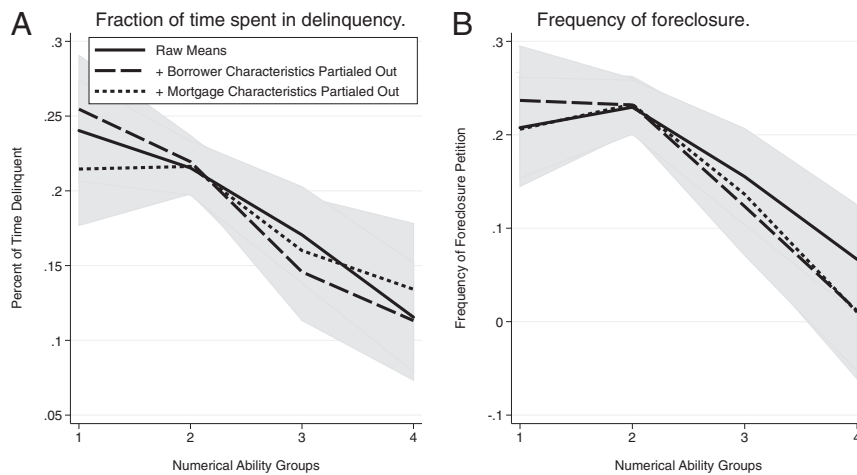 A
Fraction of time spent in delinquency.
.3
.25
.2
.15
.1
.05
Percent of Time Delinquent
Raw Means
+ Borrower Characteristics Partialed Out
+ Mortgage Characteristics Partialed Out
1 2 3 4
Numerical Ability Groups
B
Frequency of foreclosure.
.3
.2
.1
0
-.1
Frequency of Foreclosure Petition
1 2 3 4
Numerical Ability Groups